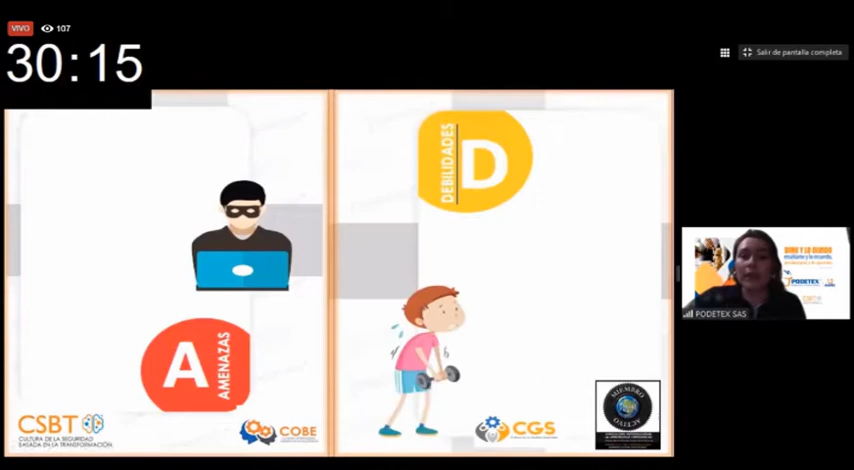 VIVO 107
30:15
Salir de pantalla completa
DEBILIDADES
D
A
AMENAZAS
PODETEX
PODETEX SAS
CSBT
CULTURA DE LA SEGURIDAD
BASADA EN LA TRANSFORMACIÓN
COBE
CGS
MIEMBRO
ACTIVO